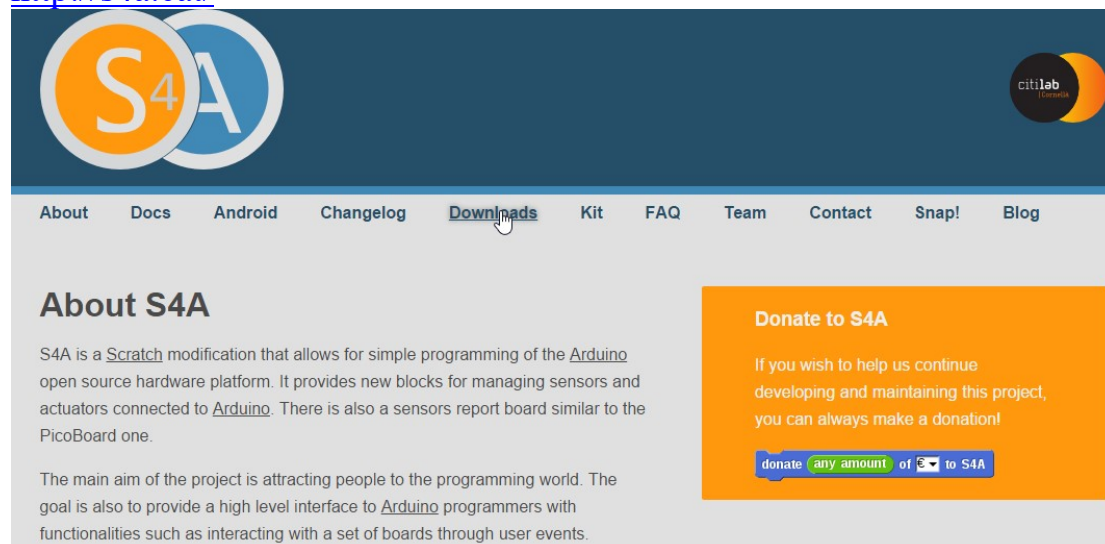 S4A
citilab
Cornellà
About Docs Android Changelog Downloads Kit FAQ Team Contact Snap! Blog
About S4A
S4A is a Scratch modification that allows for simple programming of the Arduino
open source hardware platform. It provides new blocks for managing sensors and
actuators connected to Arduino. There is also a sensors report board similar to the
PicoBoard one.
The main aim of the project is attracting people to the programming world. The
goal is also to provide a high level interface to Arduino programmers with
functionalities such as interacting with a set of boards through user events.
Donate to S4A
If you wish to help us continue
developing and maintaining this project,
you can always make a donation!
donate any amount of € to S4A